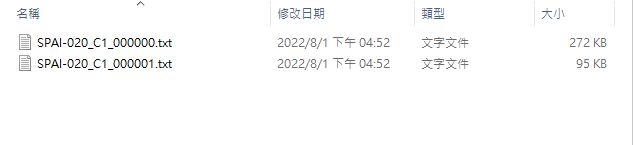 名稱 修改日期 類型 大小
SPAI-020_C1_000000.txt 2022/8/1 下午 04:52 文字文件 272 KB
SPAI-020_C1_000001.txt 2022/8/1 下午 04:52 文字文件 95 KB